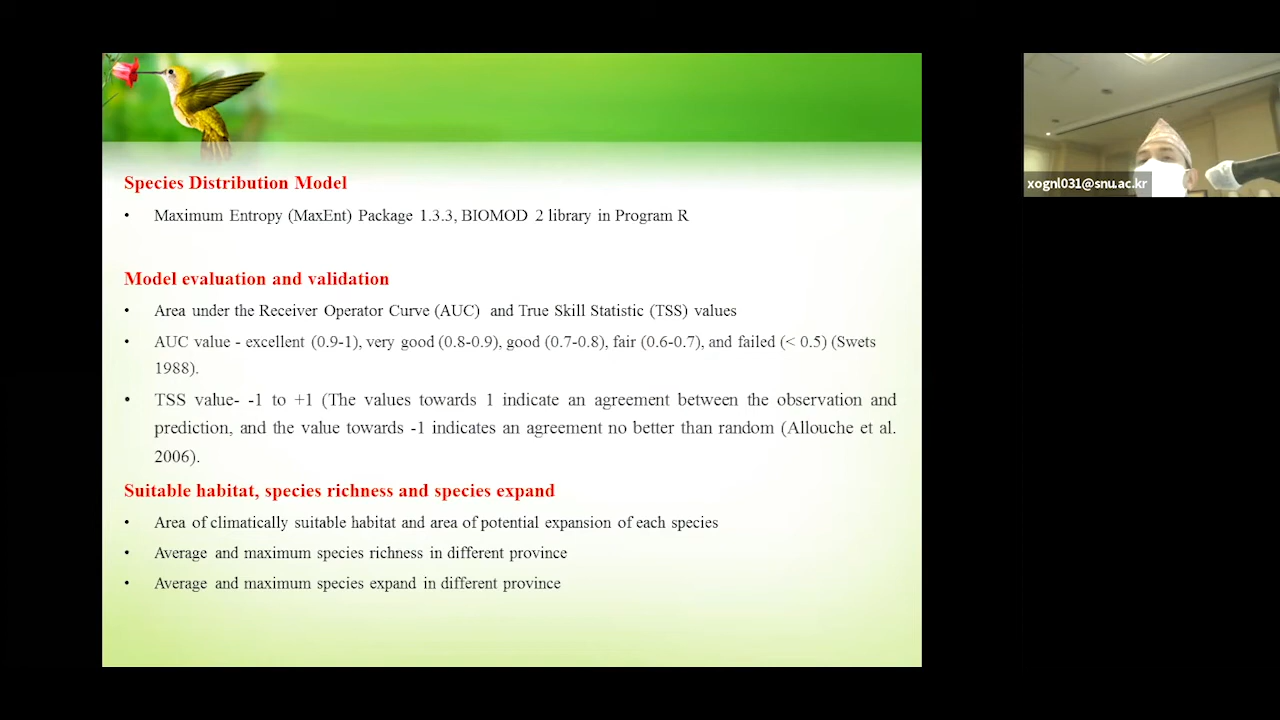 Species Distribution Model
• Maximum Entropy (MaxEnt) Package 1.3.3, BIOMOD 2 library in Program R
Model evaluation and validation
• Area under the Receiver Operator Curve (AUC) and True Skill Statistic (TSS) values
• AUC value - excellent (0.9-1), very good (0.8-0.9), good (0.7-0.8), fair (0.6-0.7), and failed (< 0.5) (Swets
1988).
• TSS value- -1 to +1 (The values towards 1 indicate an agreement between the observation and
prediction, and the value towards -1 indicates an agreement no better than random (Allouche et al.
2006).
Suitable habitat, species richness and species expand
• Area of climatically suitable habitat and area of potential expansion of each species
• Average and maximum species richness in different province
• Average and maximum species expand in different province
xognl031@snu.ac.kr